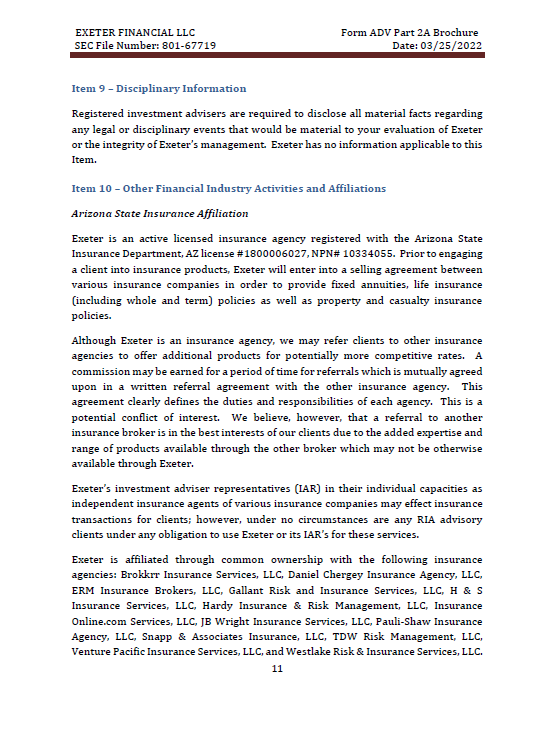 EXETER FINANCIAL LLC Form ADV Part 2A Brochure
SEC File Number: 801-67719 Date: 03/25/2022
Item 9 – Disciplinary Information
Registered investment advisers are required to disclose all material facts regarding
any legal or disciplinary events that would be material to your evaluation of Exeter
or the integrity of Exeter's management. Exeter has no information applicable to this
Item.
Item 10 – Other Financial Industry Activities and Affiliations
Arizona State Insurance Affiliation
Exeter is an active licensed insurance agency registered with the Arizona State
Insurance Department, AZ license #1800006027, NPN# 10334055. Prior to engaging
a client into insurance products, Exeter will enter into a selling agreement between
various insurance companies in order to provide fixed annuities, life insurance
(including whole and term) policies as well as property and casualty insurance
policies.
Although Exeter is an insurance agency, we may refer clients to other insurance
agencies to offer additional products for potentially more competitive rates. A
commission may be earned for a period of time for referrals which is mutually agreed
upon in a written referral agreement with the other insurance agency. This
agreement clearly defines the duties and responsibilities of each agency. This is a
potential conflict of interest. We believe, however, that a referral to another
insurance broker is in the best interests of our clients due to the added expertise and
range of products available through the other broker which may not be otherwise
available through Exeter.
Exeter's investment adviser representatives (IAR) in their individual capacities as
independent insurance agents of various insurance companies may effect insurance
transactions for clients; however, under no circumstances are any RIA advisory
clients under any obligation to use Exeter or its IAR's for these services.
Exeter is affiliated through common ownership with the following insurance
agencies: Brokkrr Insurance Services, LLC, Daniel Chergey Insurance Agency, LLC,
ERM Insurance Brokers, LLC, Gallant Risk and Insurance Services, LLC, H & S
Insurance Services, LLC, Hardy Insurance & Risk Management, LLC, Insurance
Online.com Services, LLC, JB Wright Insurance Services, LLC, Pauli-Shaw Insurance
Agency, LLC, Snapp & Associates Insurance, LLC, TDW Risk Management, LLC,
Venture Pacific Insurance Services, LLC, and Westlake Risk & Insurance Services, LLC.
11